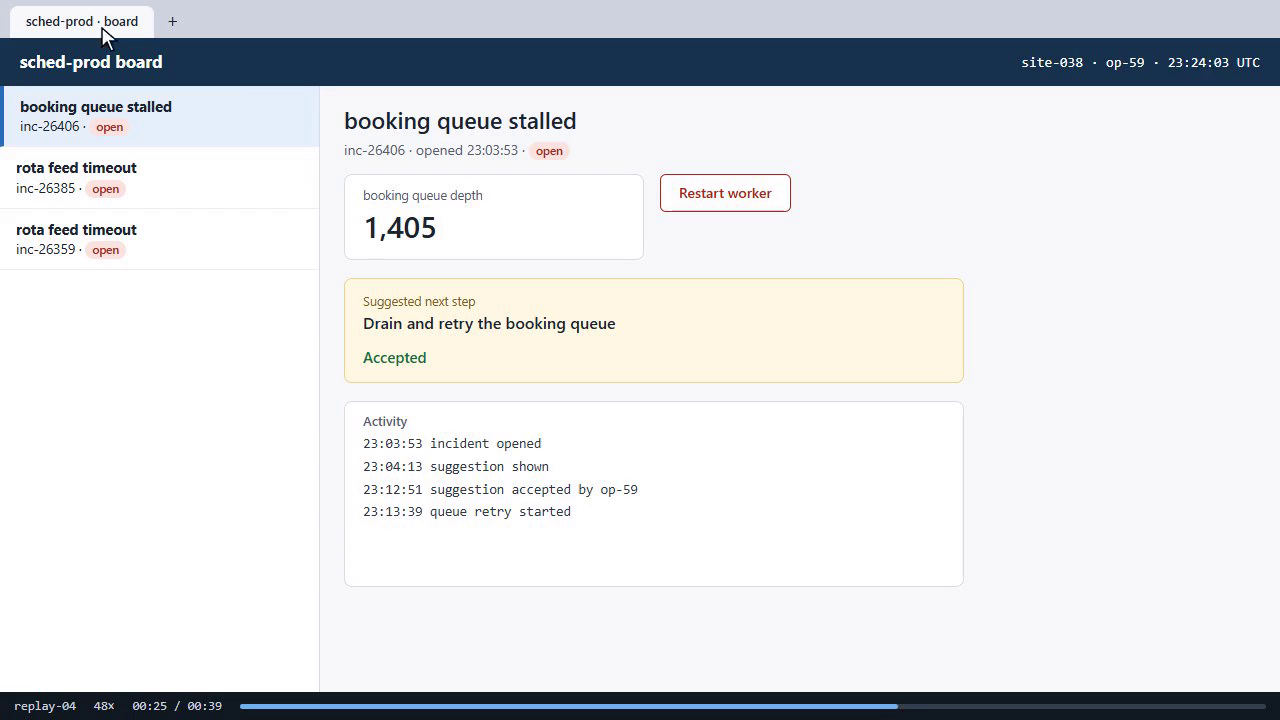 sched-prod · board +
sched-prod board
site-038 · op-59 · 23:24:03 UTC
booking queue stalled
inc-26406 · open
rota feed timeout
inc-26385 · open
rota feed timeout
inc-26359 · open
booking queue stalled
inc-26406 · opened 23:03:53 · open
booking queue depth
1,405
Restart worker
Suggested next step
Drain and retry the booking queue
Accepted
Activity
23:03:53 incident opened
23:04:13 suggestion shown
23:12:51 suggestion accepted by op-59
23:13:39 queue retry started
replay-04 48x 00:25 / 00:39